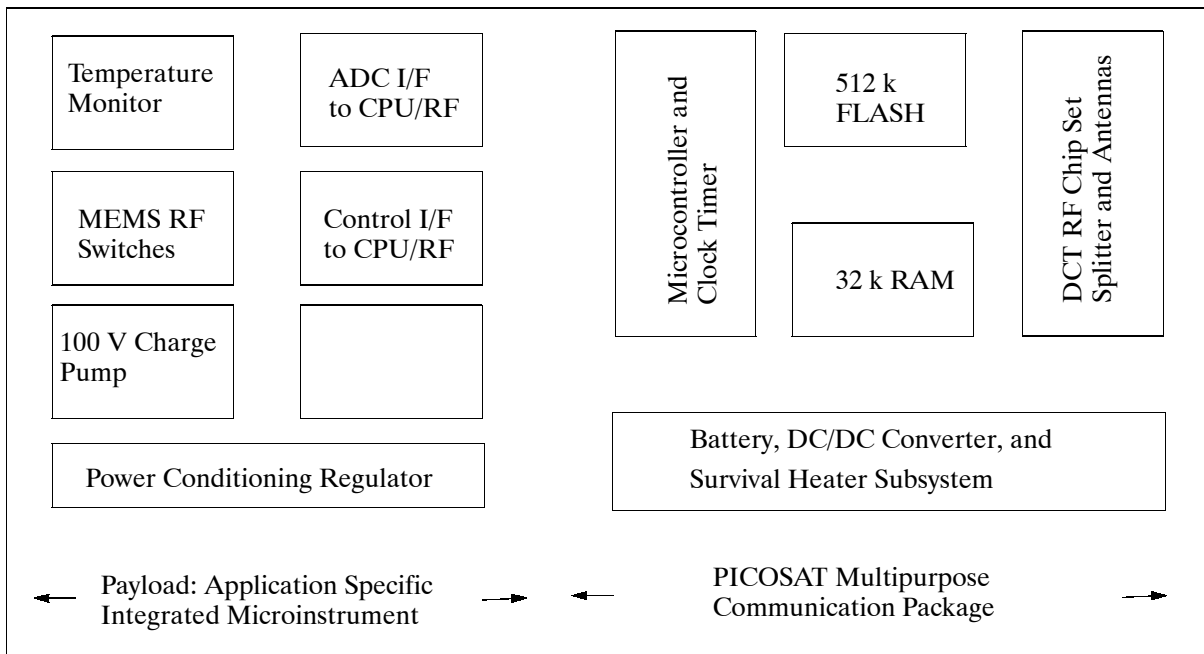 Temperature
Monitor
ADC I/F
to CPU/RF
MEMS RF
Switches
Control I/F
to CPU/RF
100 V Charge
Pump
Power Conditioning Regulator
Payload: Application Specific
Integrated Microinstrument
Microcontroller and
Clock Timer
512 k
FLASH
32 k RAM
DCT RF Chip Set
Splitter and Antennas
Battery, DC/DC Converter, and
Survival Heater Subsystem
PICOSAT Multipurpose
Communication Package